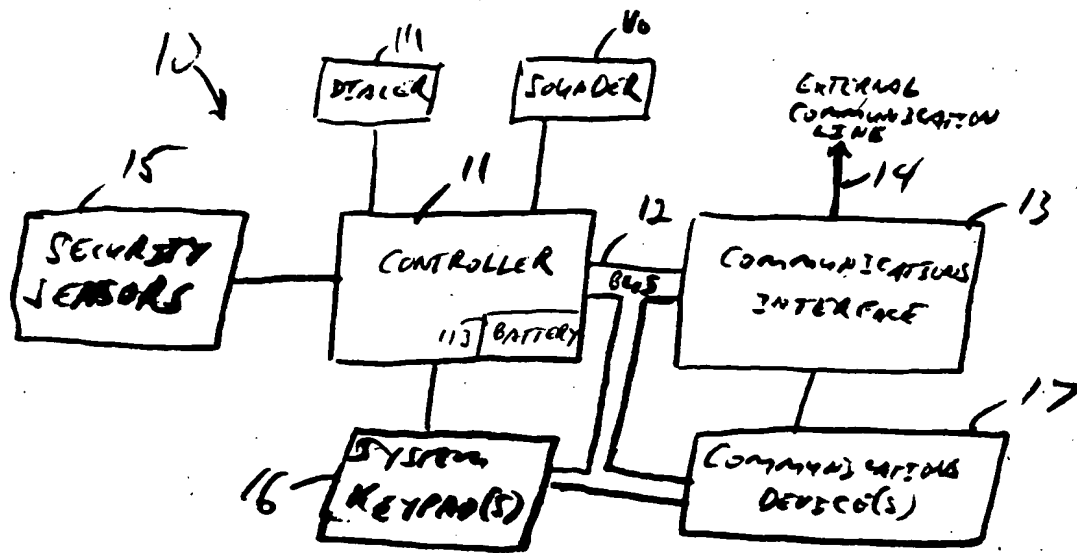 10
111
DIALER
110
SOUNDER
EXTERNAL
COMMUNICATION
LINE
14
15
SECURITY
SENSORS
11
CONTROLLER
113
BATTERY
12
BUS
13
COMMUNICATIONS
INTERFACE
16
SYSTEM
KEYPAD(S)
17
COMMUNICATIONS
DEVICE(S)